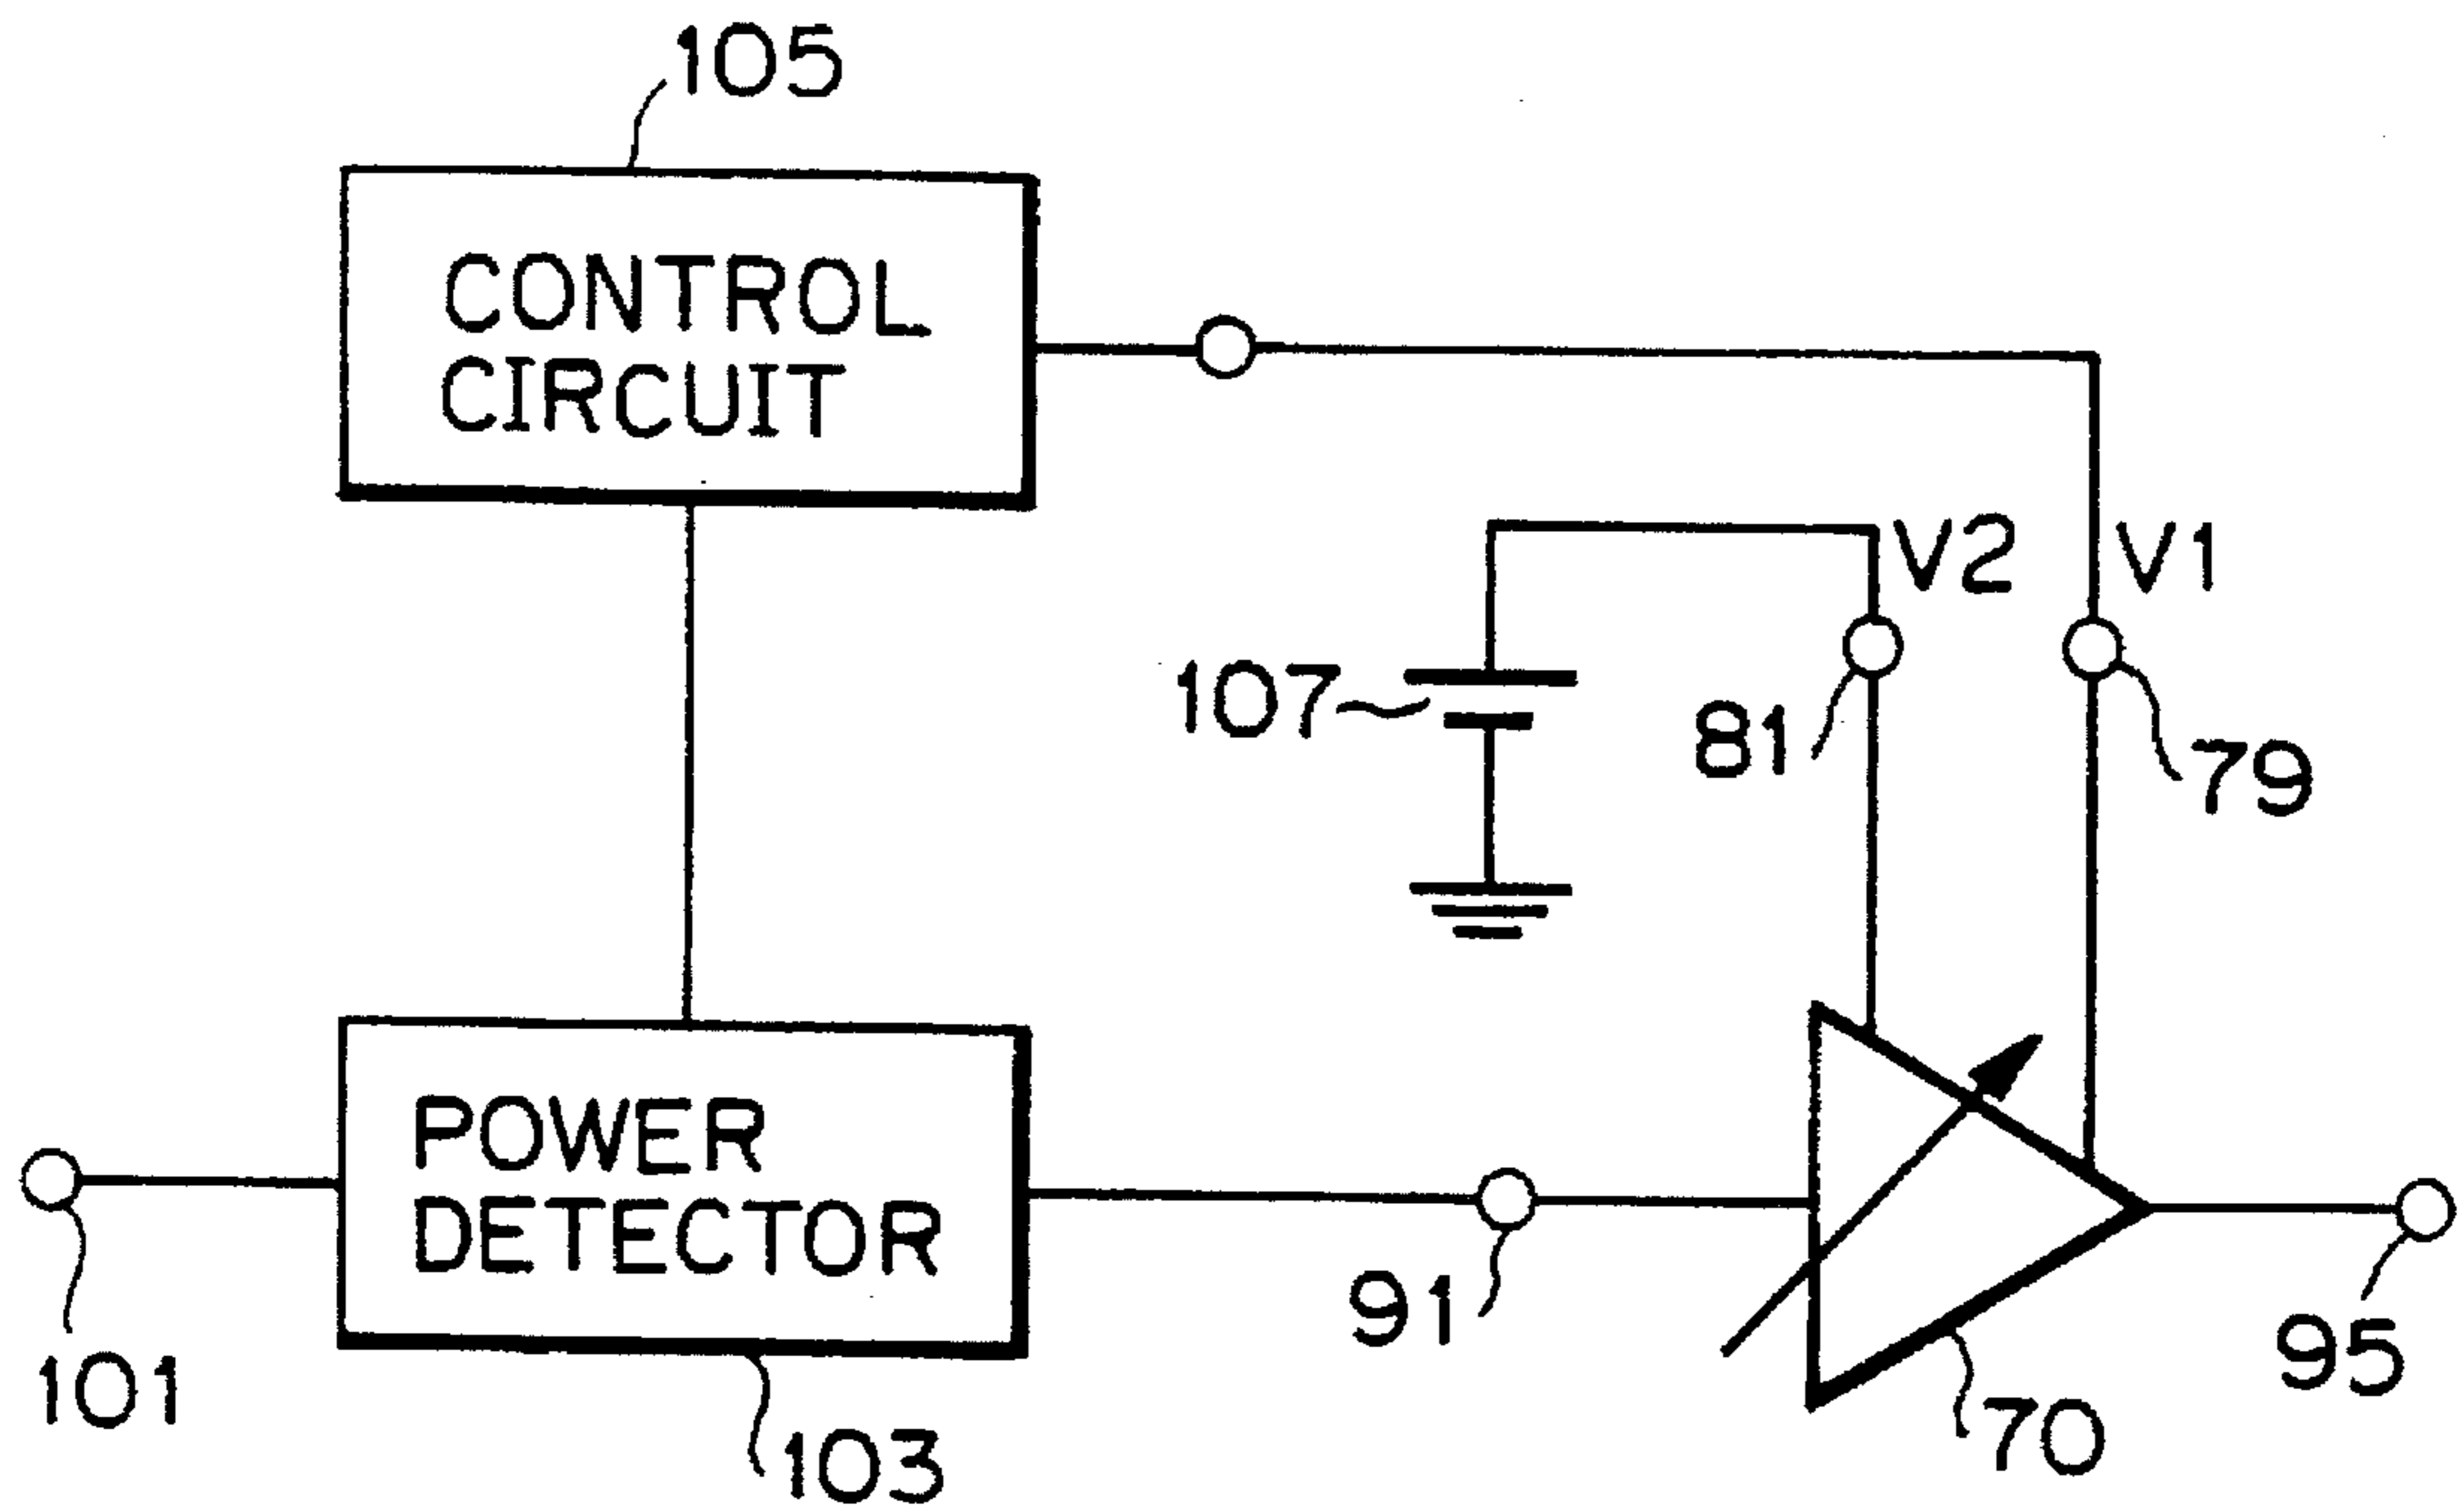 105
CONTROL
CIRCUIT
V2 V1
107
81
79
POWER
DETECTOR
91
95
101
103
70